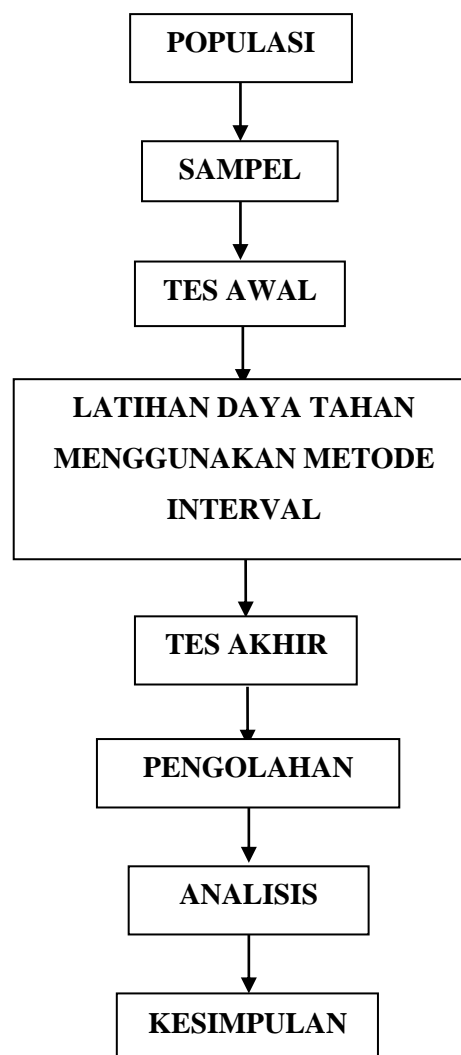 POPULASI
SAMPEL
TES AWAL
LATIHAN DAYA TAHAN
MENGGUNAKAN METODE
INTERVAL
TES AKHIR
PENGOLAHAN
ANALISIS
KESIMPULAN